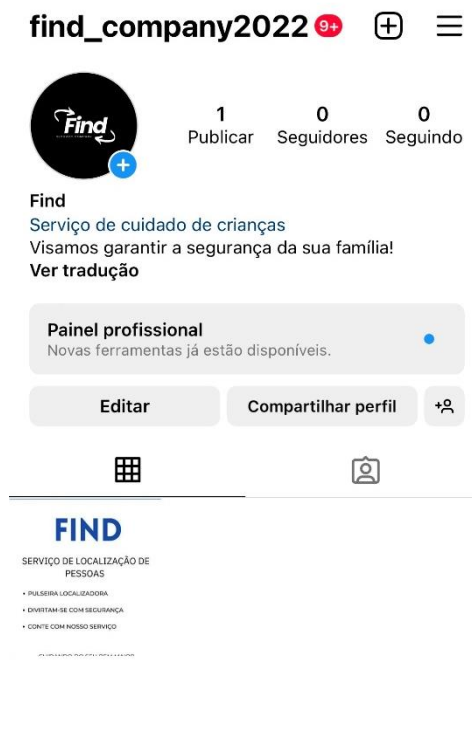 find_company2022 9+
Find
1 0 0
Publicar Seguidores Seguindo
Find
Serviço de cuidado de crianças
Visamos garantir a segurança da sua família!
Ver tradução
Painel profissional
Novas ferramentas já estão disponíveis.
Editar Compartilhar perfil
FIND
SERVIÇO DE LOCALIZAÇÃO DE
PESSOAS
• PULSEIRA LOCALIZADORA
• DIVIRTAM-SE COM SEGURANÇA
• CONTE COM NOSSO SERVIÇO